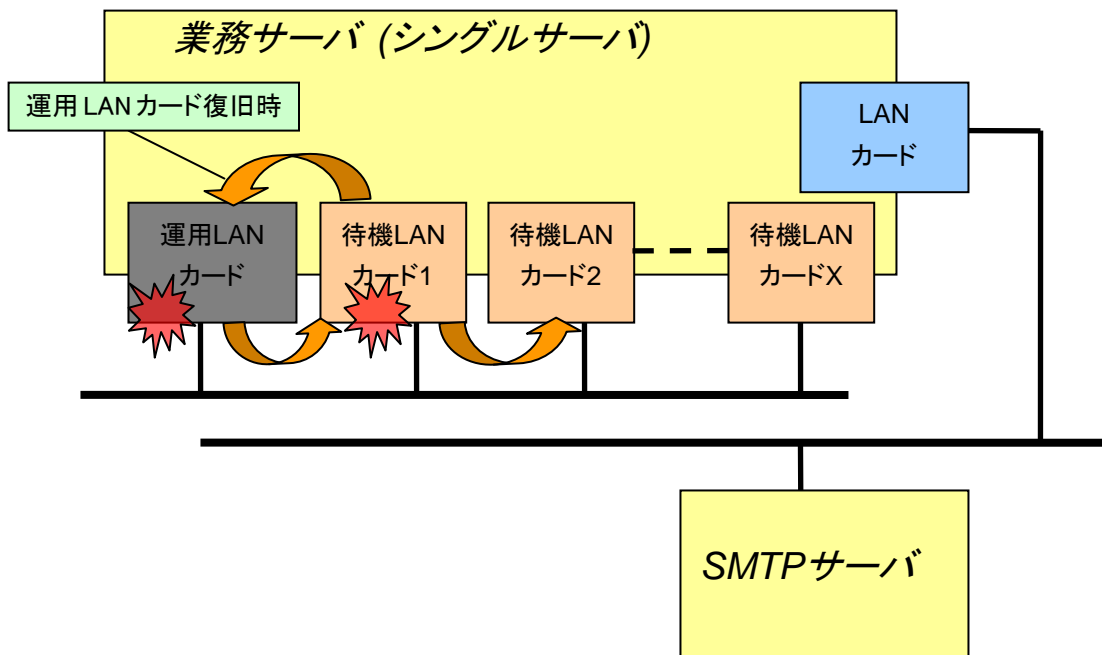 業務サーバ (シングルサーバ)
運用LANカード復旧時
LAN
カード
運用LAN
カード
待機LAN
カード1
待機LAN
カード2
待機LAN
カードX
SMTPサーバ